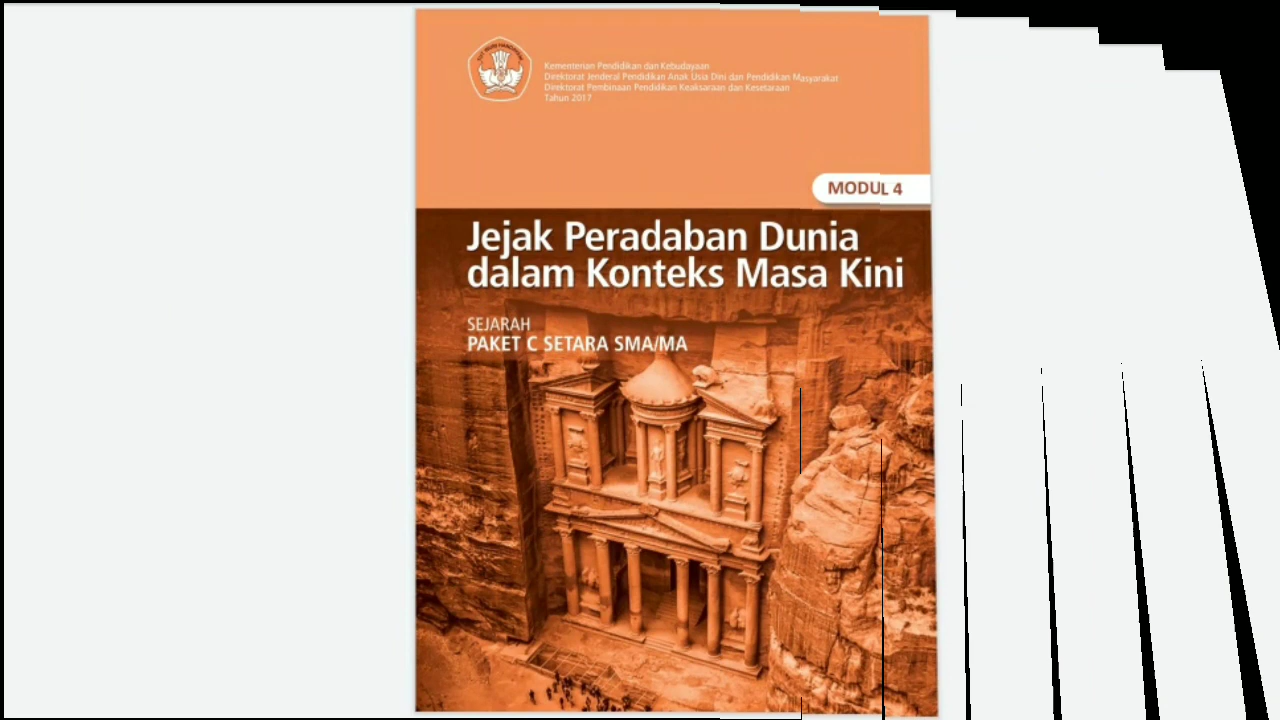 Kementerian Pendidikan dan Kebudayaan
Direktorat Jenderal Pendidikan Anak Usia Dini dan Pendidikan Masyarakat
Direktorat Pembinaan Pendidikan Keaksaraan dan Kesetaraan
Tahun 2017
MODUL 4
Jejak Peradaban Dunia
dalam Konteks Masa Kini
SEJARAH
PAKET C SETARA SMA/MA